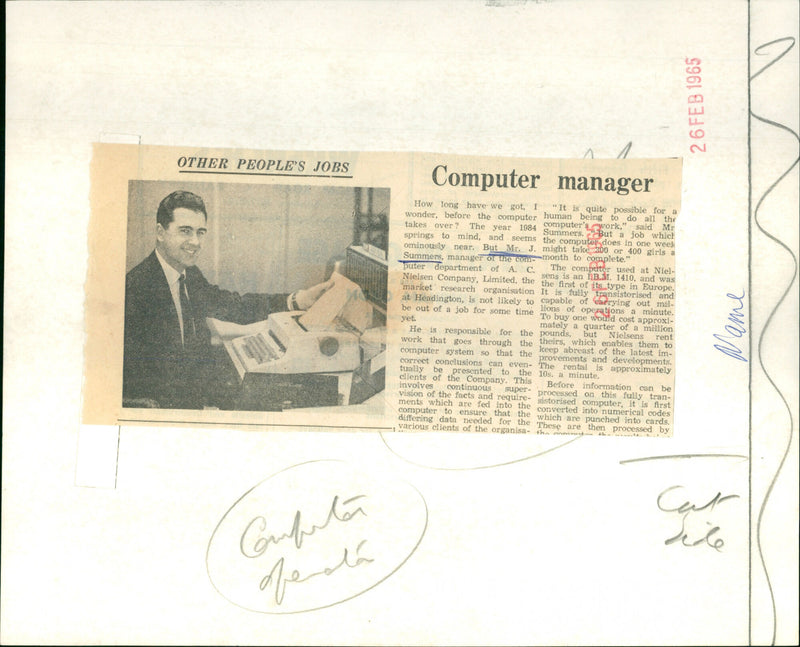 26 FEB 1965
OTHER PEOPLE'S JOBS
Computer manager
How long have we got, I
wonder, before the computer
takes over? The year 1984
springs to mind, and seems
ominously near. But Mr. J.
Summers, manager of the com-
puter department of A. C.
Nielsen Company, Limited, the
market research organisation
at Headington, is not likely to
be out of a job for some time
yet.
He is responsible for the
work that goes through the
computer system so that the
correct conclusions can even-
tually be presented to the
clients of the Company. This
involves continuous super-
vision of the facts and require-
ments which are fed into the
computer to ensure that the
differing data needed for the
various clients of the organisa-
"It is quite possible for a
human being to do all the
computer's work," said Mr
Summers. "But a job which
the computer does in one week
might take 300 or 400 girls a
month to complete."
The computer used at Niel-
sens is an I.B.M. 1410, and was
the first of its type in Europe.
It is fully transistorised and
capable of carrying out mil-
lions of operations a minute.
To buy one would cost approxi-
mately a quarter of a million
pounds, but Nielsens rent
theirs, which enables them to
keep abreast of the latest im-
provements and developments.
The rental is approximately
10s. a minute.
Before information can be
processed on this fully tran-
sistorised computer, it is first
converted into numerical codes
which are punched into cards.
These are then processed by
26 FEB 1965
Name
Cut
Side
Computer
operator